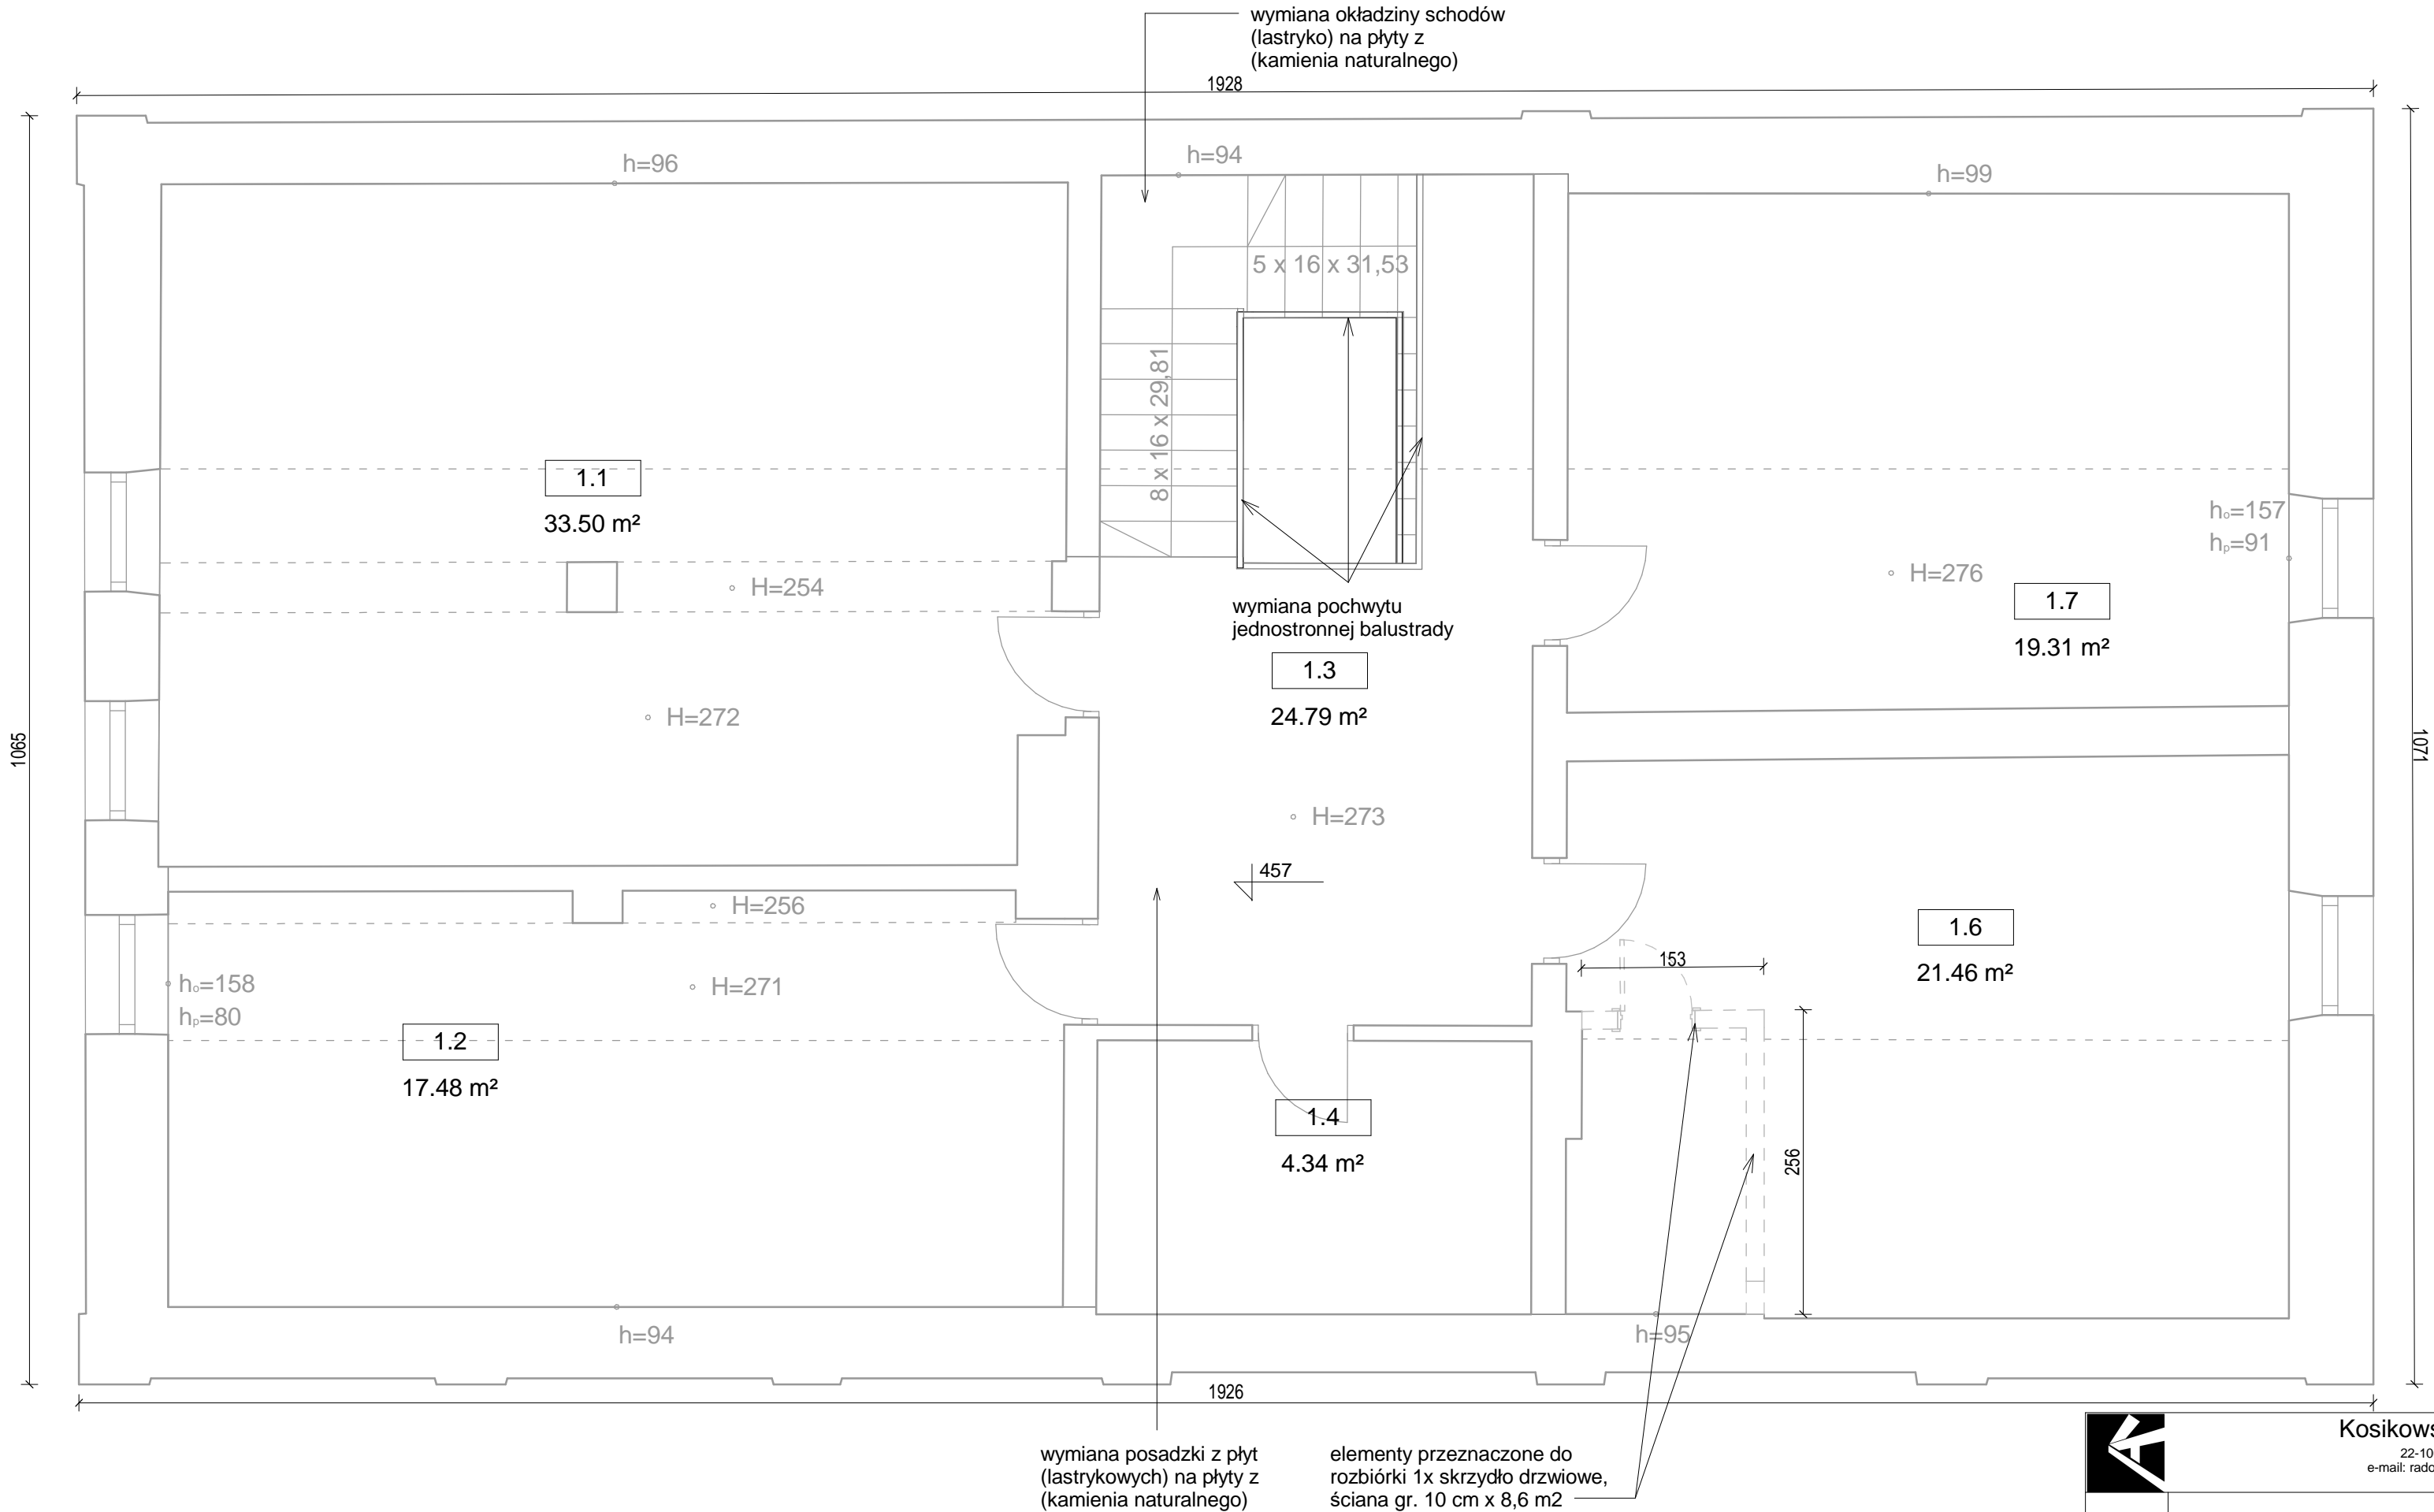 wymiana okładziny schodów
(lastryko) na płyty z
(kamienia naturalnego)
1928
h=96
h=94
h=99
5 x 16 x 31,53
8 x 16 x 29,81
1.1
33.50 m²
H=254
H=272
wymiana pochwytu
jednostronnej balustrady
1.3
24.79 m²
hₒ=157
hₚ=91
H=276
1.7
19.31 m²
1065
1071
H=273
457
H=256
H=271
hₒ=158
hₚ=80
1.2
17.48 m²
153
1.6
21.46 m²
1.4
4.34 m²
256
h=94
h=95
1926
wymiana posadzki z płyt
(lastrykowych) na płyty z
(kamienia naturalnego)
elementy przeznaczone do
rozbiórki 1x skrzydło drzwiowe,
ściana gr. 10 cm x 8,6 m2
Kosikows
22-10
e-mail: rado